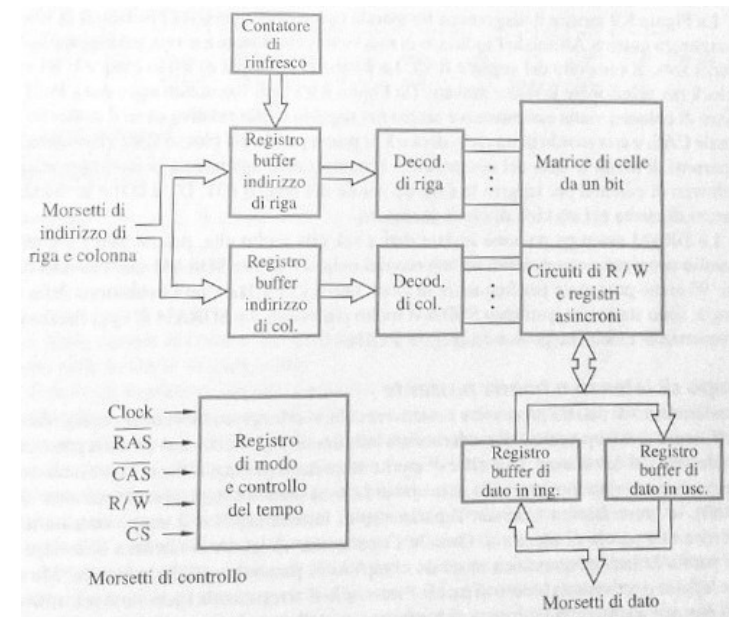 Contatore
di
rinfresco
Registro
buffer
indirizzo
di riga
Decod.
di riga
Matrice di celle
da un bit
Morsetti di
indirizzo di
riga e colonna
Registro
buffer
indirizzo
di col.
Decod.
di col.
Circuiti di R / W
e registri
asincroni
Clock
RAS
CAS
R / W
CS
Registro
di modo
e controllo
del tempo
Morsetti di controllo
Registro
buffer di
dato in ing.
Registro
buffer di
dato in usc.
Morsetti di dato